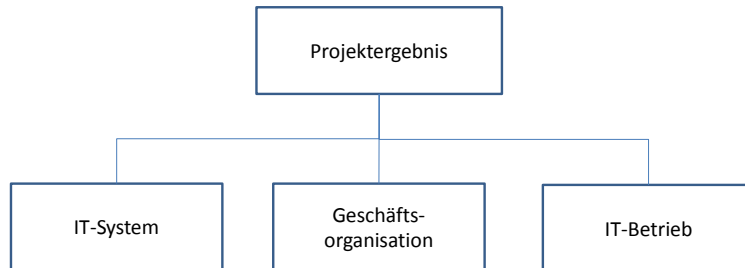 Projektergebnis
IT-System
Geschäfts-
organisation
IT-Betrieb